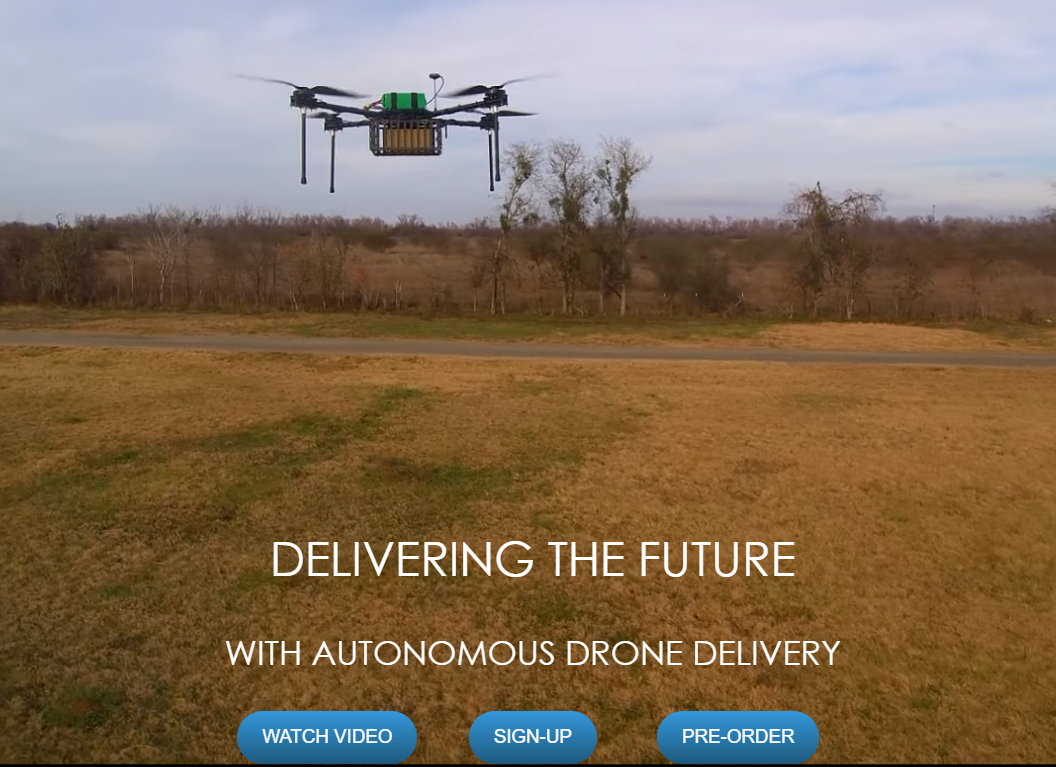 DELIVERING THE FUTURE
WITH AUTONOMOUS DRONE DELIVERY
WATCH VIDEO
SIGN-UP
PRE-ORDER